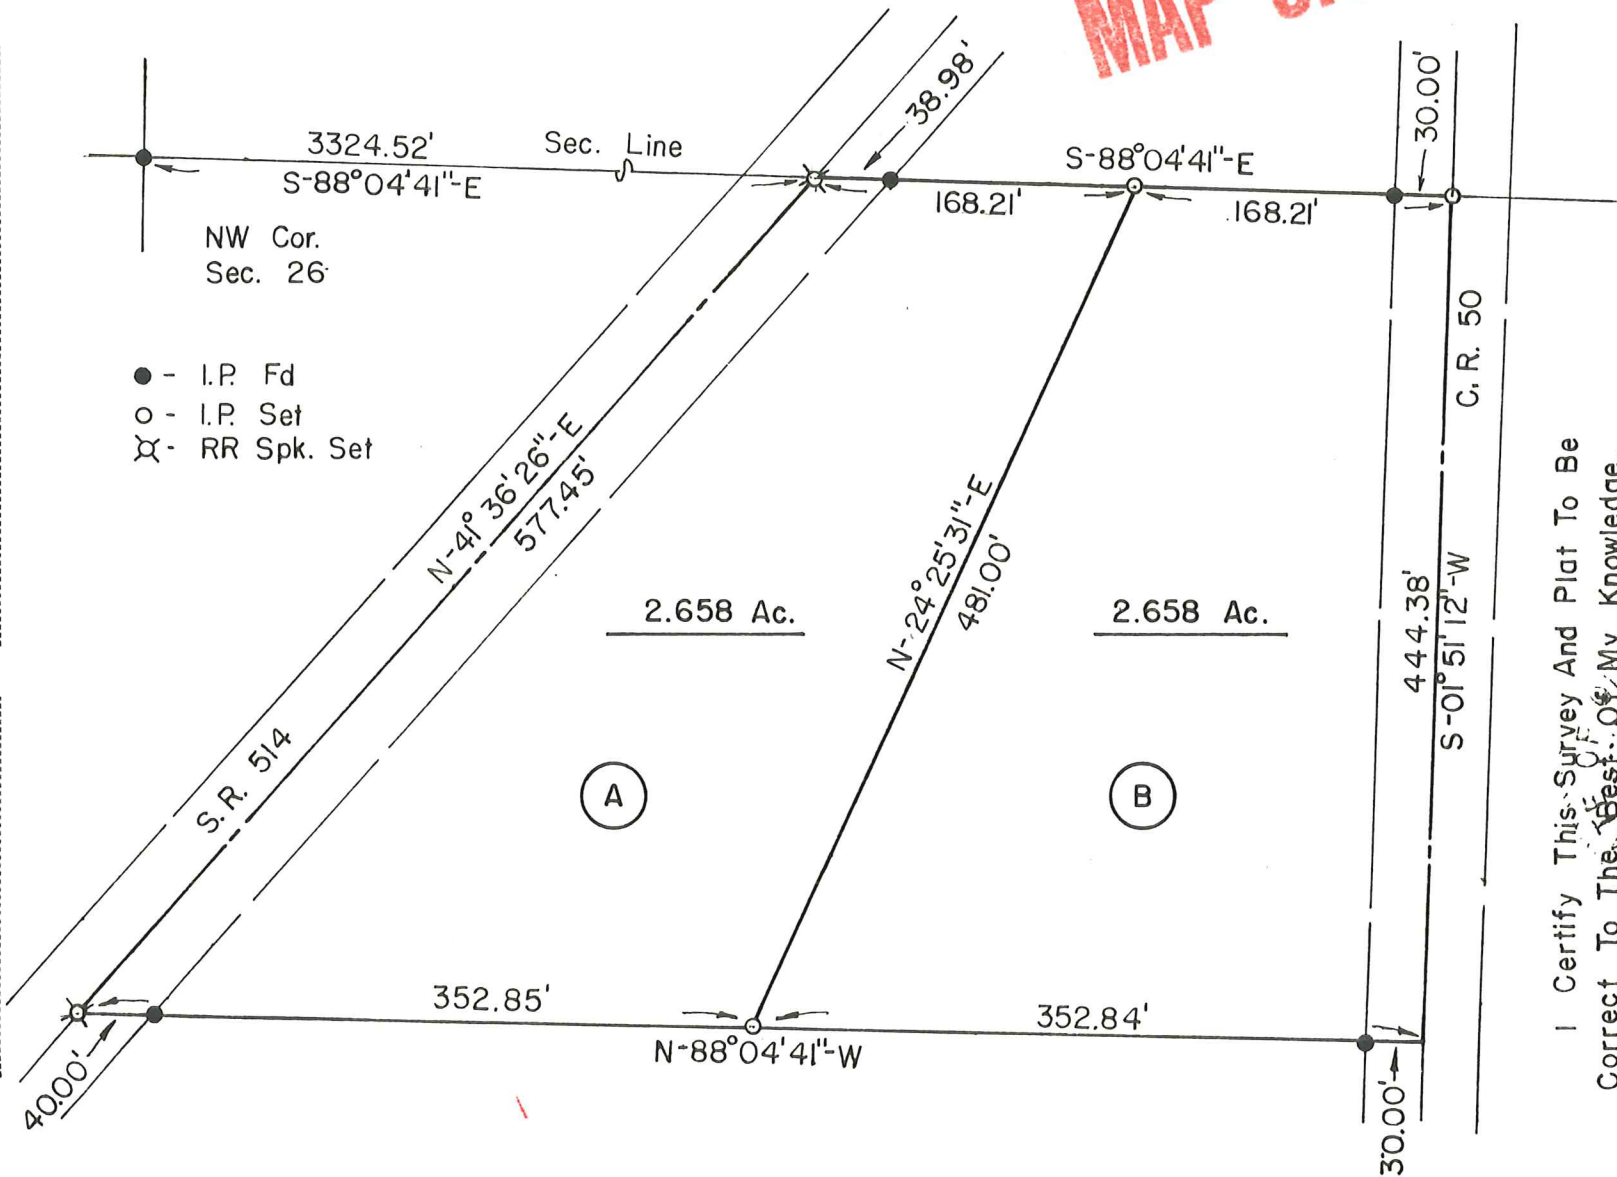 MAP
38.98'
30.00'
3324.52'
Sec. Line
S-88°04'41"-E
S-88°04'41"-E
168.21'
168.21'
NW Cor.
Sec. 26
C.R. 50
● - I.P. Fd
○ - I.P. Set
RR Spk. Set
N-41°36'26"-E
577.45'
N-24°25'31"-E
481.00'
2.658 Ac.
2.658 Ac.
444.38'
S-01°51'12"-W
S.R. 514
A
B
352.85'
352.84'
N-88°04'41"-W
40.00'
30.00'
I Certify This Survey And Plat To Be
Correct To The Best Of My Knowledge